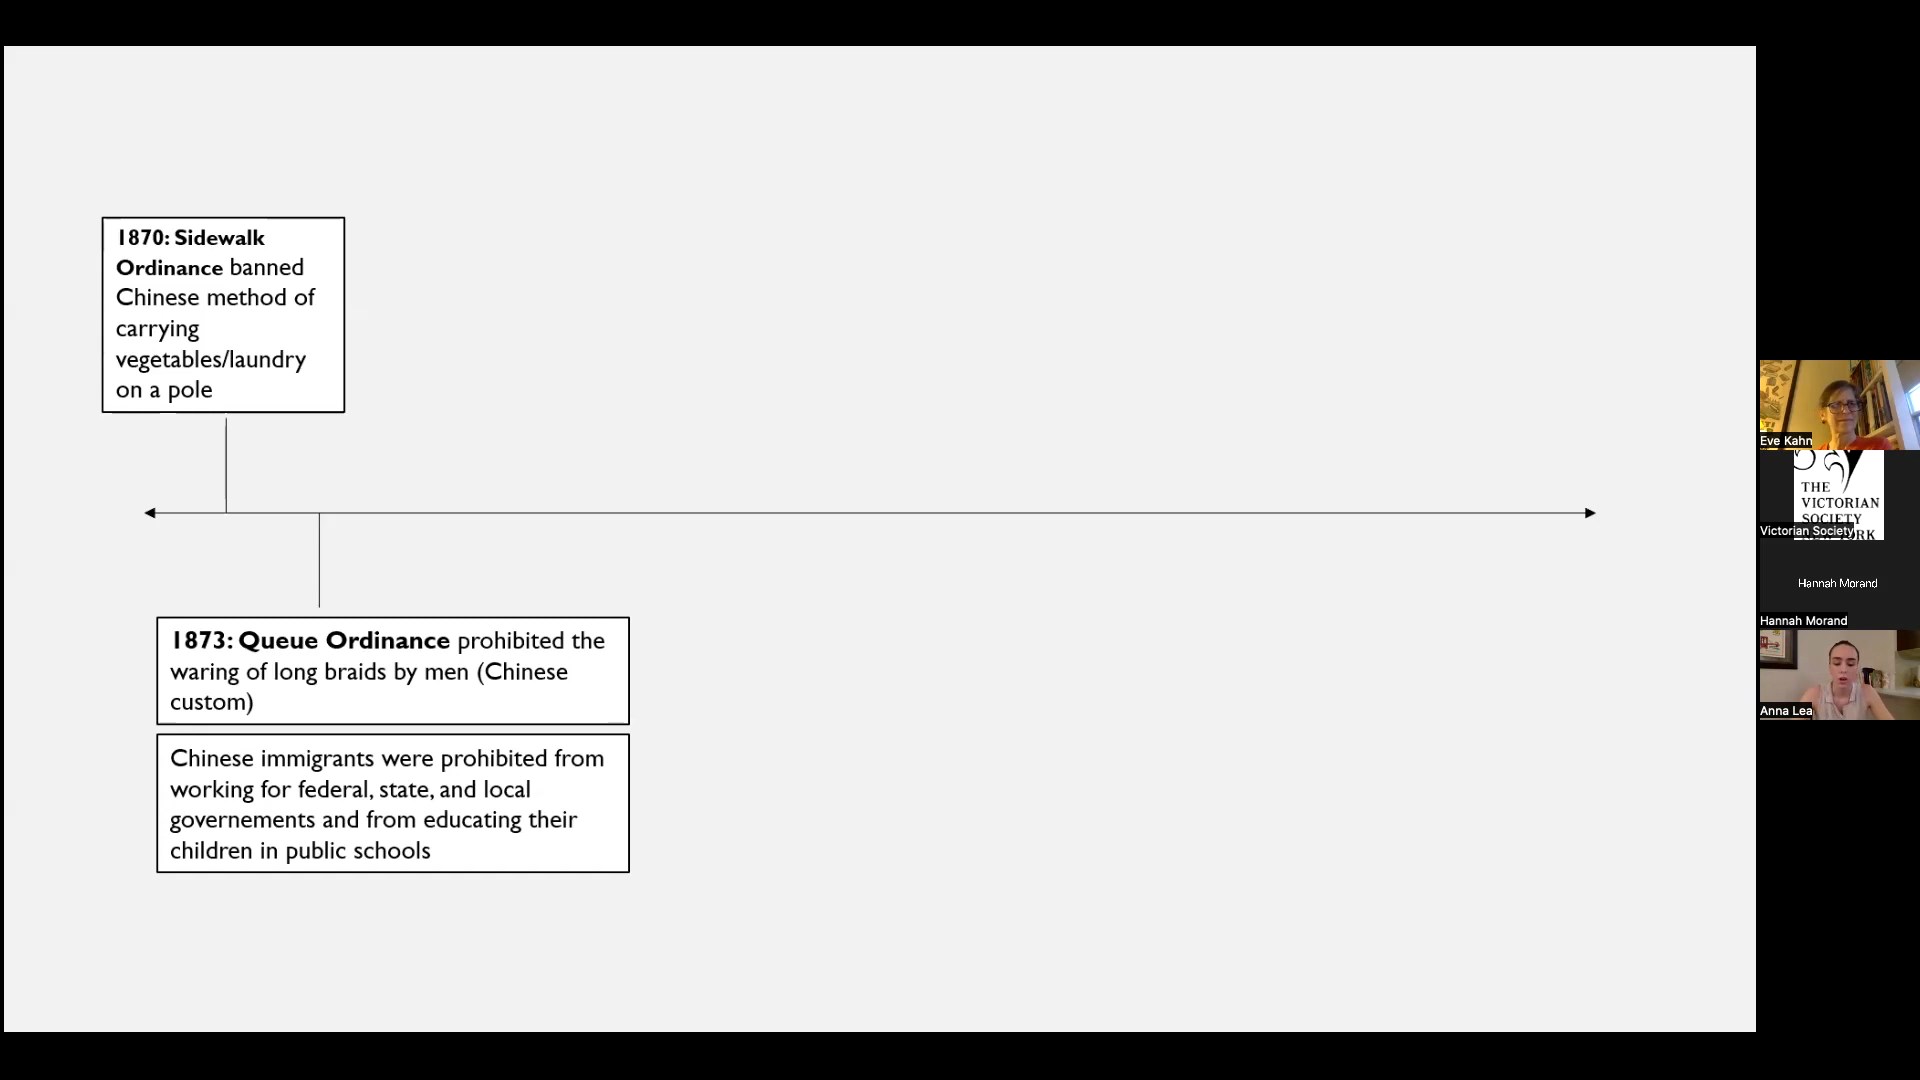 1870: Sidewalk
Ordinance banned
Chinese method of
carrying
vegetables/laundry
on a pole
1873: Queue Ordinance prohibited the
waring of long braids by men (Chinese
custom)
Chinese immigrants were prohibited from
working for federal, state, and local
governements and from educating their
children in public schools
Eve Kahn
THE
VICTORIAN
SOCIETY
Victorian Society
Hannah Morand
Hannah Morand
Anna Lea